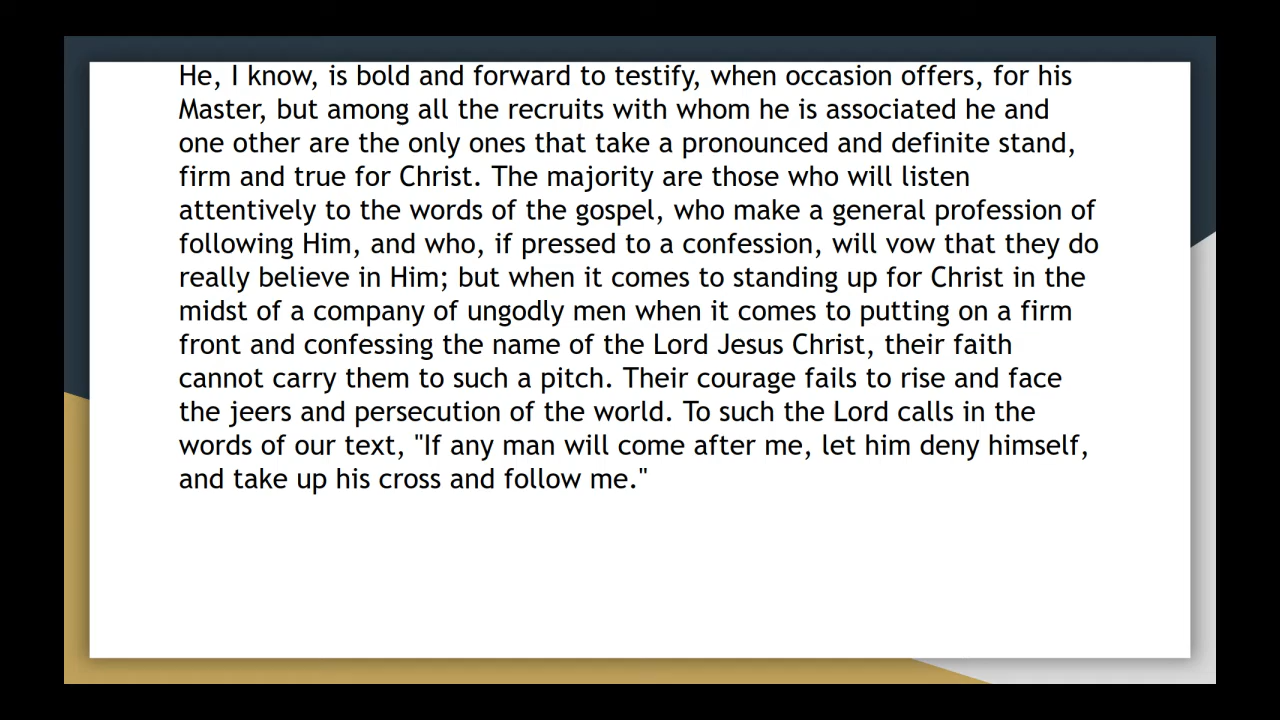 He, I know, is bold and forward to testify, when occasion offers, for his
Master, but among all the recruits with whom he is associated he and
one other are the only ones that take a pronounced and definite stand,
firm and true for Christ. The majority are those who will listen
attentively to the words of the gospel, who make a general profession of
following Him, and who, if pressed to a confession, will vow that they do
really believe in Him; but when it comes to standing up for Christ in the
midst of a company of ungodly men when it comes to putting on a firm
front and confessing the name of the Lord Jesus Christ, their faith
cannot carry them to such a pitch. Their courage fails to rise and face
the jeers and persecution of the world. To such the Lord calls in the
words of our text, "If any man will come after me, let him deny himself,
and take up his cross and follow me."